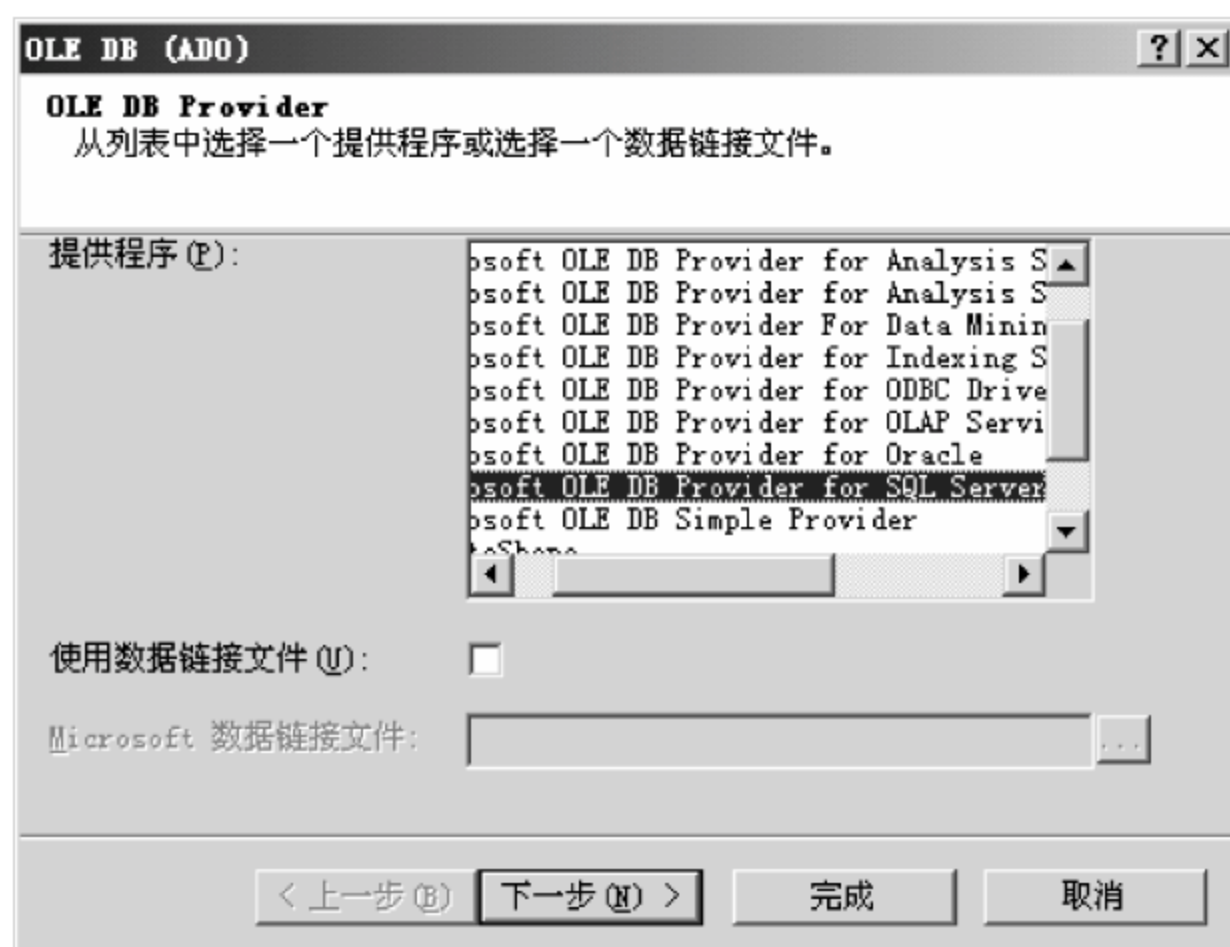 OLE DB (ADO)
OLE DB Provider
从列表中选择一个提供程序或选择一个数据链接文件。
提供程序(P):
osoft OLE DB Provider for Analysis S
osoft OLE DB Provider for Analysis S
osoft OLE DB Provider For Data Minin
osoft OLE DB Provider for Indexing S
osoft OLE DB Provider for ODBC Drive
osoft OLE DB Provider for OLAP Servi
osoft OLE DB Provider for Oracle
osoft OLE DB Provider for SQL Server
osoft OLE DB Simple Provider
使用数据链接文件(U):
Microsoft 数据链接文件:
...
< 上一步(B) 下一步(N) > 完成 取消